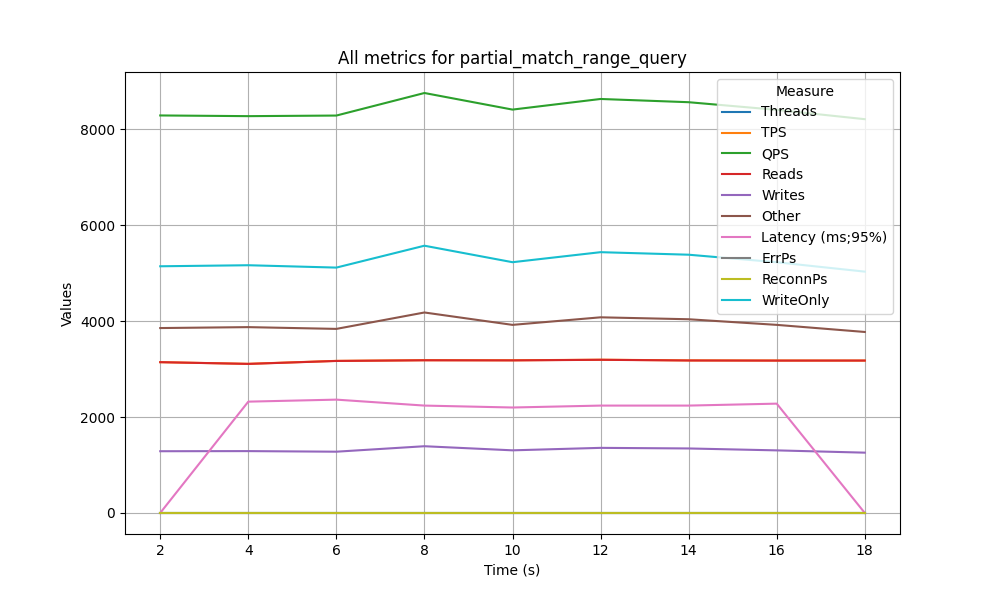 All metrics for partial_match_range_query
Measure
Threads
TPS
QPS
Reads
Writes
Other
Latency (ms;95%)
ErrPs
ReconnPs
WriteOnly
Values
8000
6000
4000
2000
0
2 4 6 8 10 12 14 16 18
Time (s)